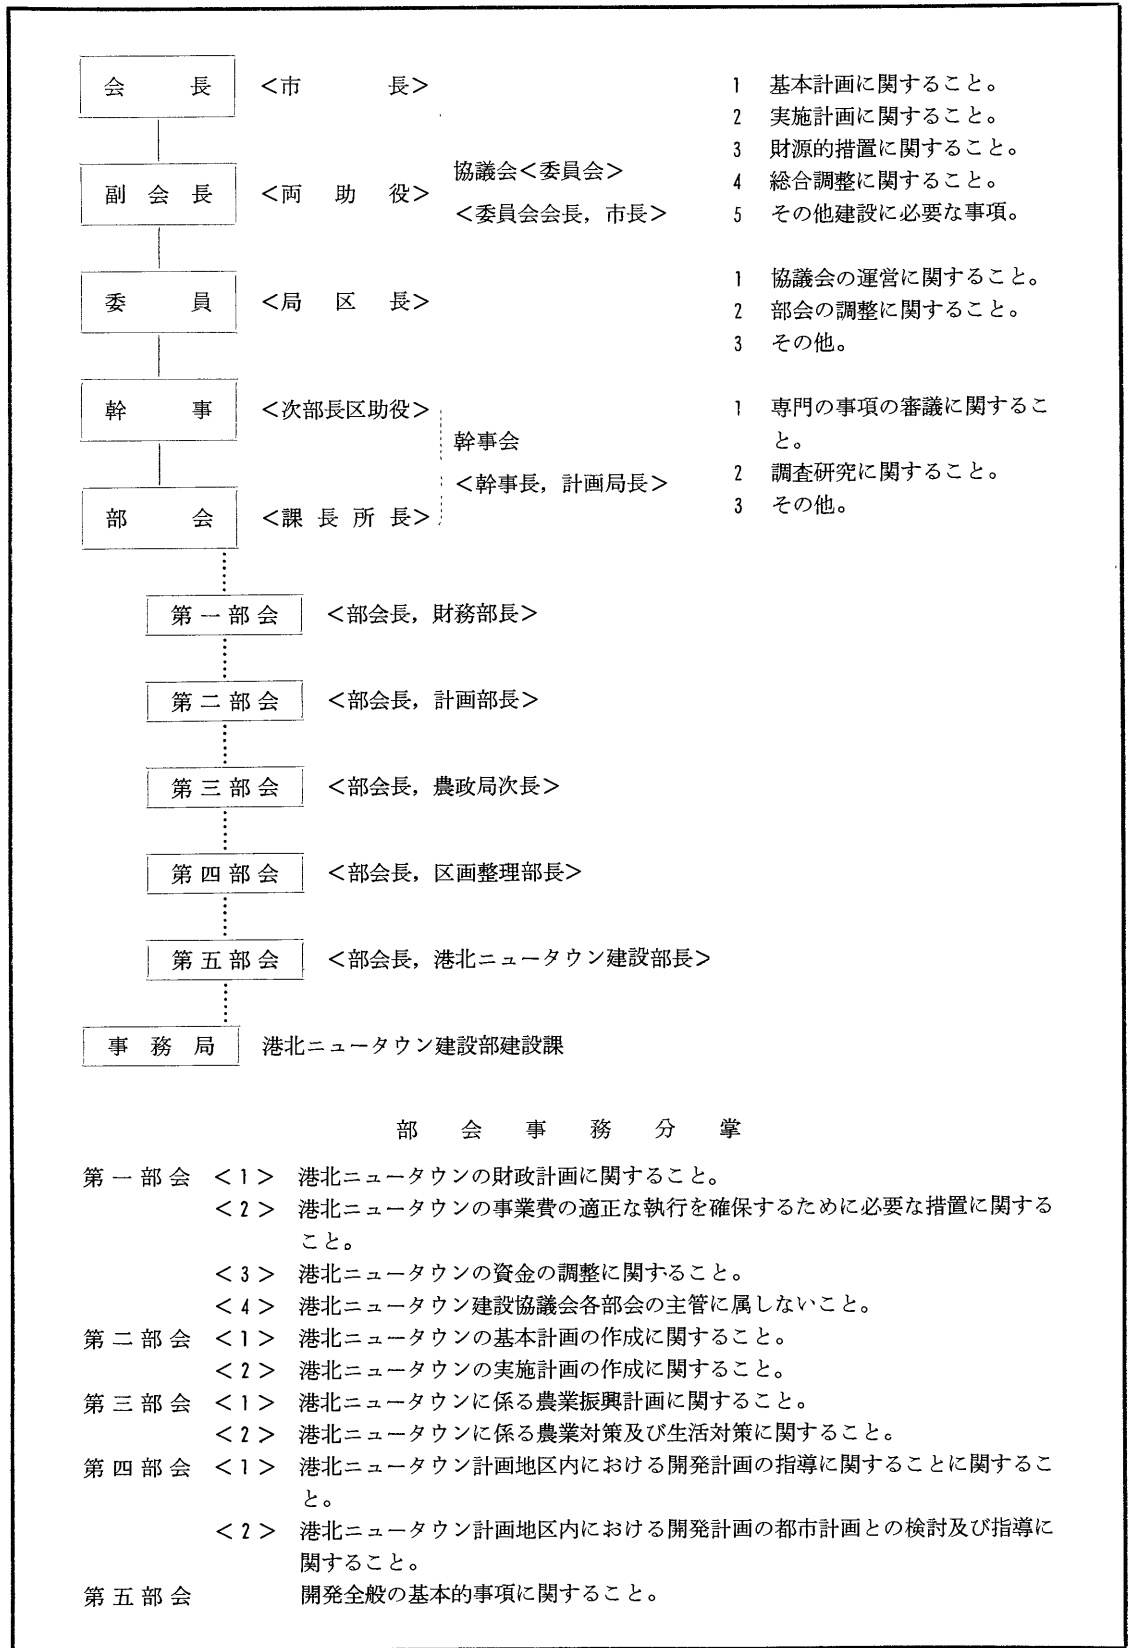 会長 <市長>
副会長 <両助役>
協議会<委員会>
<委員会会長,市長>
委員 <局区長>
幹事 <次部長区助役>
幹事会
<幹事長,計画局長>
部会 <課長所長>
1 基本計画に関すること。
2 実施計画に関すること。
3 財源的措置に関すること。
4 総合調整に関すること。
5 その他建設に必要な事項。
1 協議会の運営に関すること。
2 部会の調整に関すること。
3 その他。
1 専門の事項の審議に関するこ
と。
2 調査研究に関すること。
3 その他。
第一部会 <部会長,財務部長>
第二部会 <部会長,計画部長>
第三部会 <部会長,農政局次長>
第四部会 <部会長,区画整理部長>
第五部会 <部会長,港北ニュータウン建設部長>
事務局 港北ニュータウン建設部建設課
部会事務分掌
第一部会 <1> 港北ニュータウンの財政計画に関すること。
<2> 港北ニュータウンの事業費の適正な執行を確保するために必要な措置に関する
こと。
<3> 港北ニュータウンの資金の調整に関すること。
<4> 港北ニュータウン建設協議会各部会の主管に属しないこと。
第二部会 <1> 港北ニュータウンの基本計画の作成に関すること。
<2> 港北ニュータウンの実施計画の作成に関すること。
第三部会 <1> 港北ニュータウンに係る農業振興計画に関すること。
<2> 港北ニュータウンに係る農業対策及び生活対策に関すること。
第四部会 <1> 港北ニュータウン計画地区内における開発計画の指導に関することに関するこ
と。
<2> 港北ニュータウン計画地区内における開発計画の都市計画との検討及び指導に
関すること。
第五部会 開発全般の基本的事項に関すること。